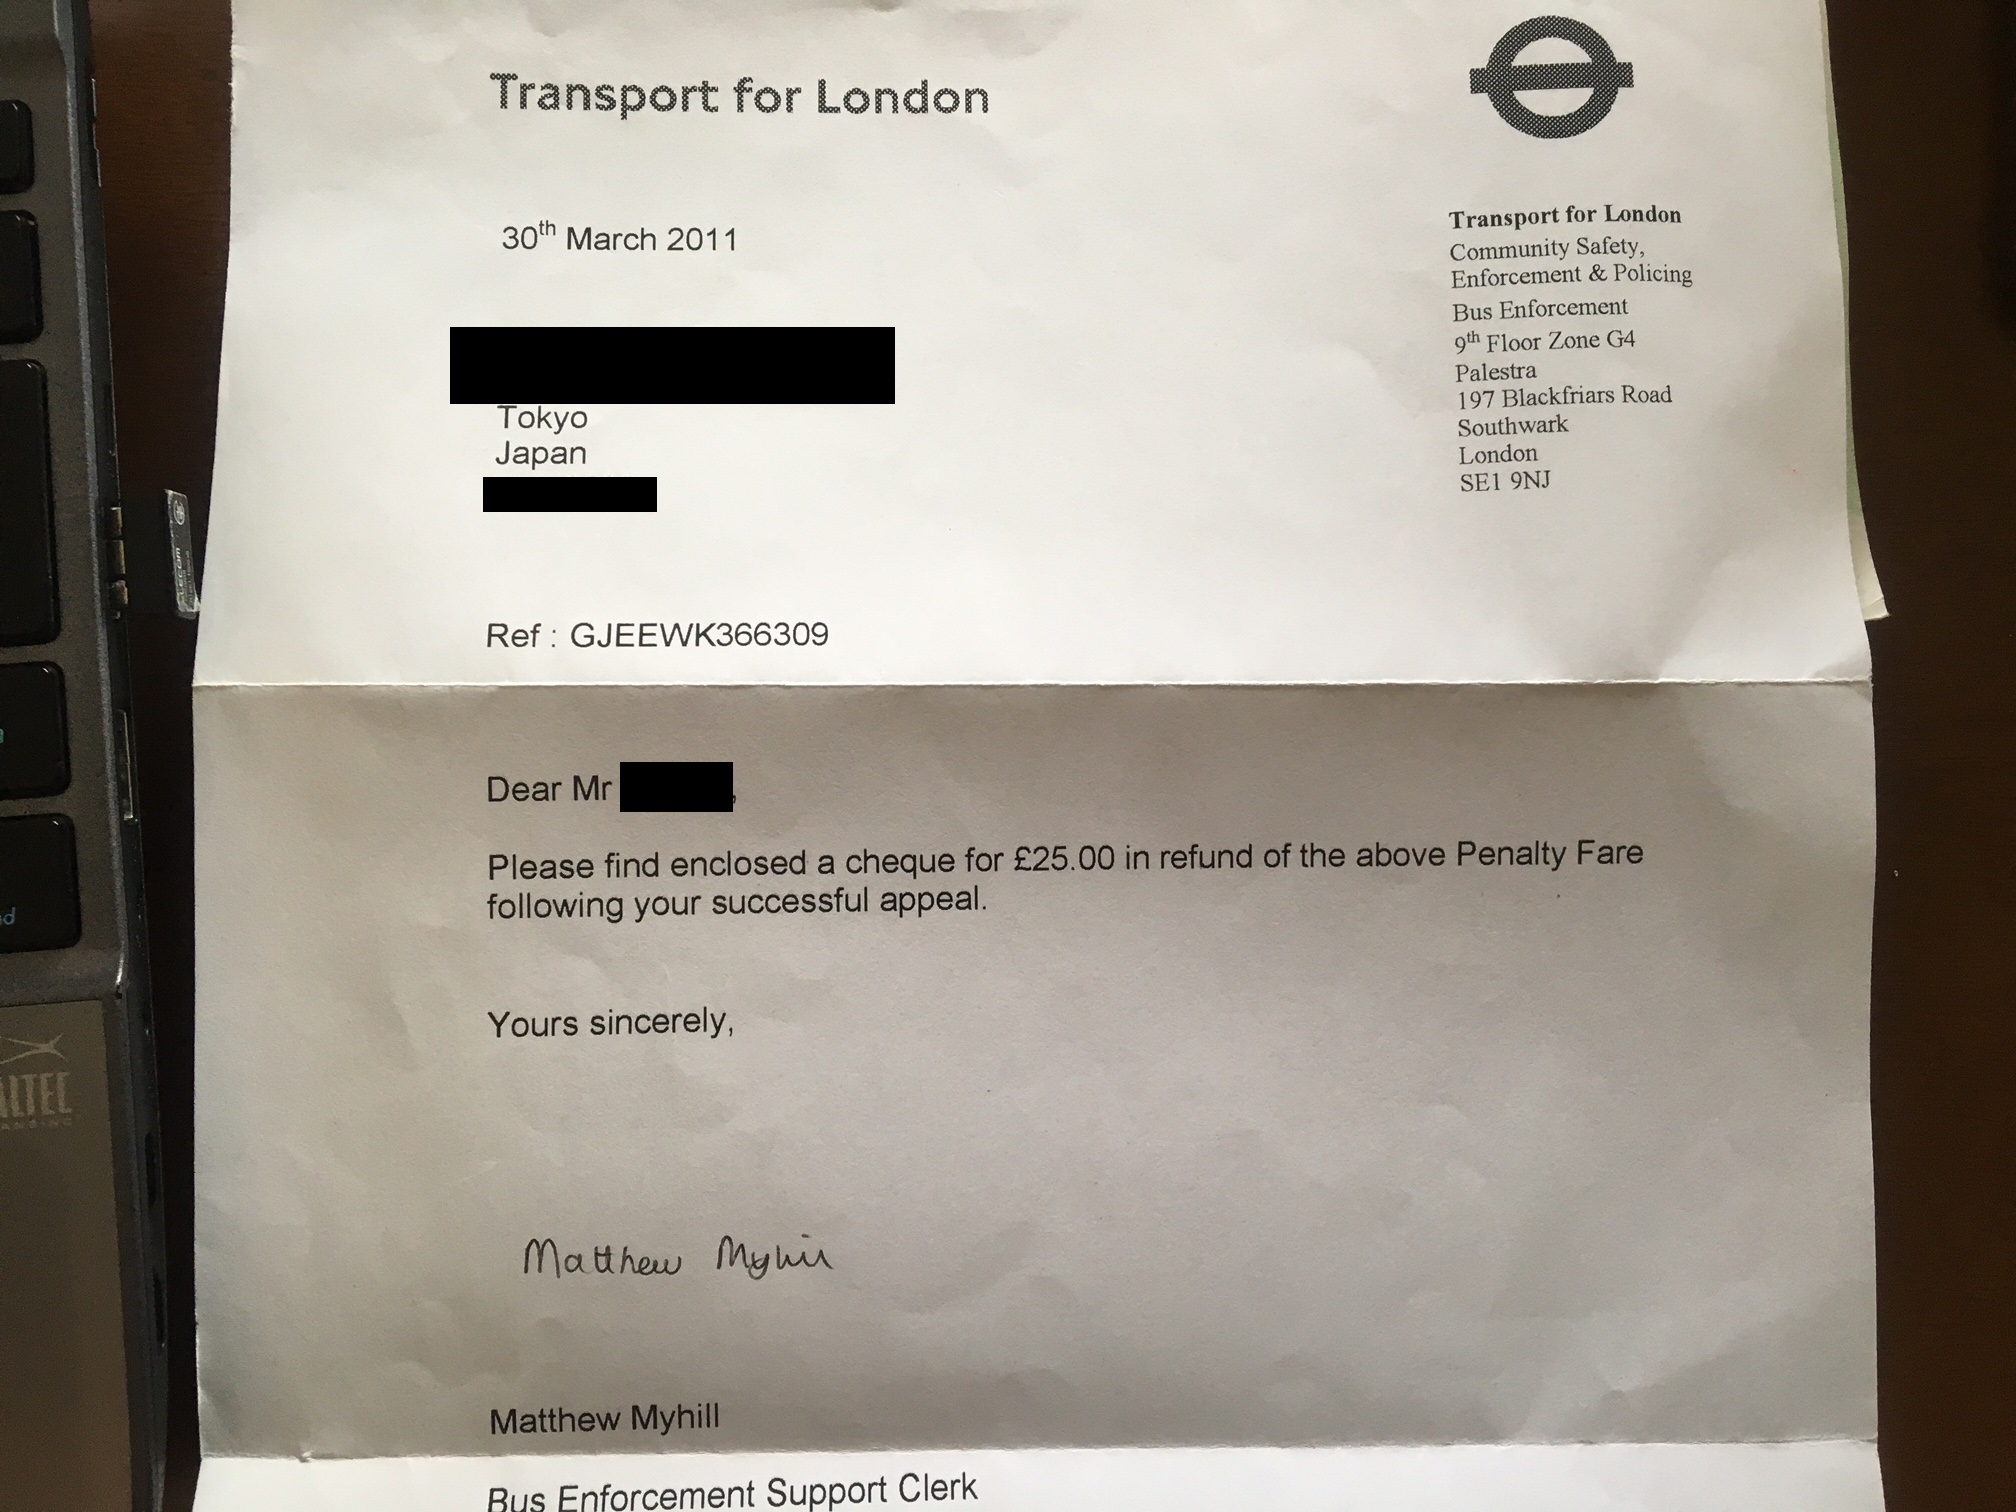 Transport for London
30th March 2011
Transport for London
Community Safety,
Enforcement & Policing
Bus Enforcement
9th Floor Zone G4
Palestra
197 Blackfriars Road
Southwark
London
SE1 9NJ
Tokyo
Japan
Ref : GJEEWK366309
Dear Mr
Please find enclosed a cheque for £25.00 in refund of the above Penalty Fare
following your successful appeal.
Yours sincerely,
Matthew Myhill
Matthew Myhill
Bus Enforcement Support Clerk